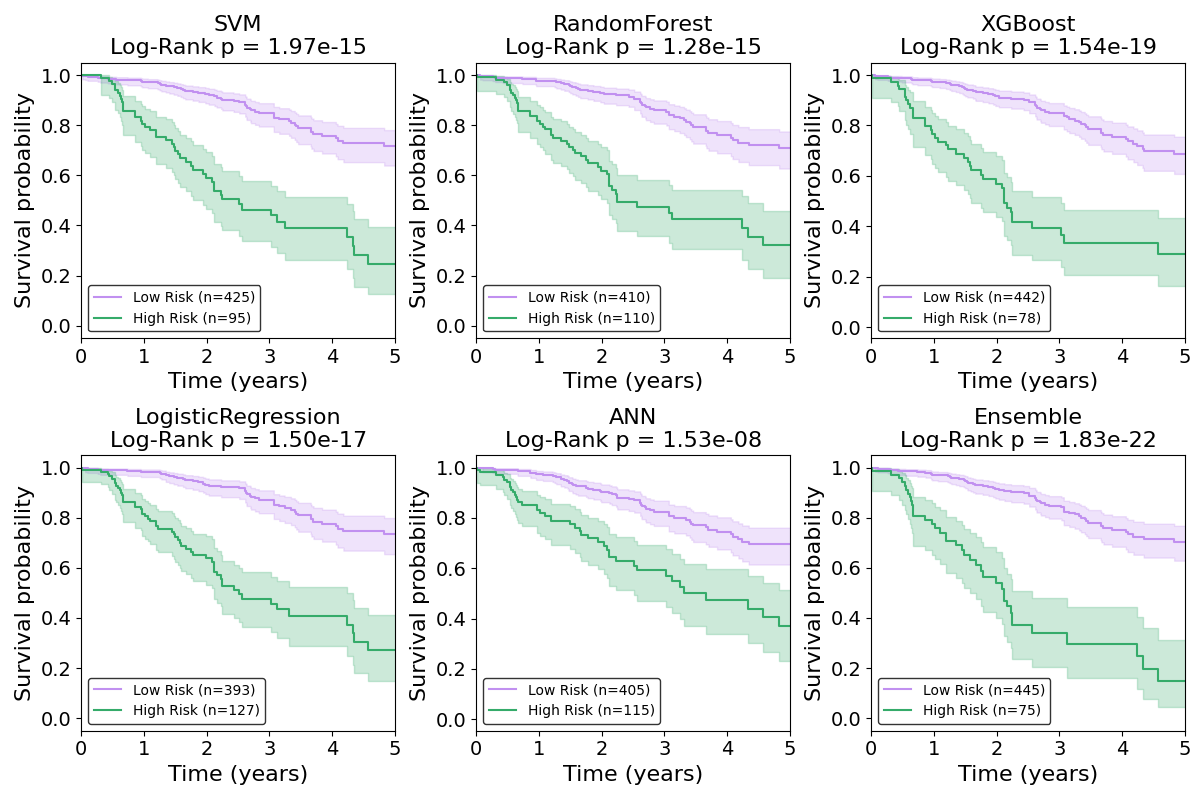 SVM
Log-Rank p = 1.97e-15
Survival probability
1.0
0.8
0.6
0.4
0.2
0.0
Low Risk (n=425)
High Risk (n=95)
0 1 2 3 4 5
Time (years)
RandomForest
Log-Rank p = 1.28e-15
Survival probability
1.0
0.8
0.6
0.4
0.2
0.0
Low Risk (n=410)
High Risk (n=110)
0 1 2 3 4 5
Time (years)
XGBoost
Log-Rank p = 1.54e-19
Survival probability
1.0
0.8
0.6
0.4
0.2
0.0
Low Risk (n=442)
High Risk (n=78)
0 1 2 3 4 5
Time (years)
LogisticRegression
Log-Rank p = 1.50e-17
Survival probability
1.0
0.8
0.6
0.4
0.2
0.0
Low Risk (n=393)
High Risk (n=127)
0 1 2 3 4 5
Time (years)
ANN
Log-Rank p = 1.53e-08
Survival probability
1.0
0.8
0.6
0.4
0.2
0.0
Low Risk (n=405)
High Risk (n=115)
0 1 2 3 4 5
Time (years)
Ensemble
Log-Rank p = 1.83e-22
Survival probability
1.0
0.8
0.6
0.4
0.2
0.0
Low Risk (n=445)
High Risk (n=75)
0 1 2 3 4 5
Time (years)